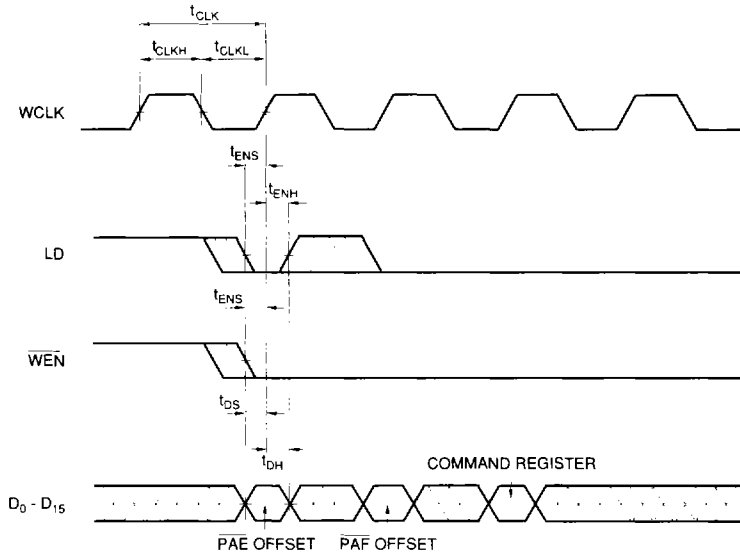 tCLK
tCLKH tCLKL
WCLK
tENS
tENH
LD
tENS
WEN
tDS
tDH
COMMAND REGISTER
D0 - D15
PAE OFFSET PAF OFFSET